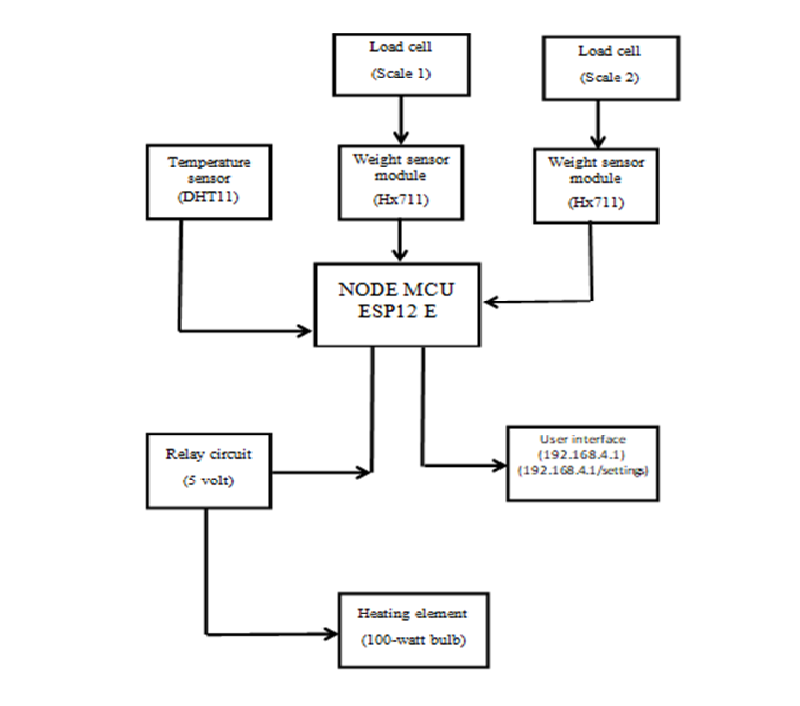 Load cell
(Scale 1)
Load cell
(Scale 2)
Temperature
sensor
(DHT11)
Weight sensor
module
(Hx711)
Weight sensor
module
(Hx711)
NODE MCU
ESP12 E
Relay circuit
(5 volt)
User interface
(192.168.4.1)
(192.168.4.1/settings)
Heating element
(100-watt bulb)